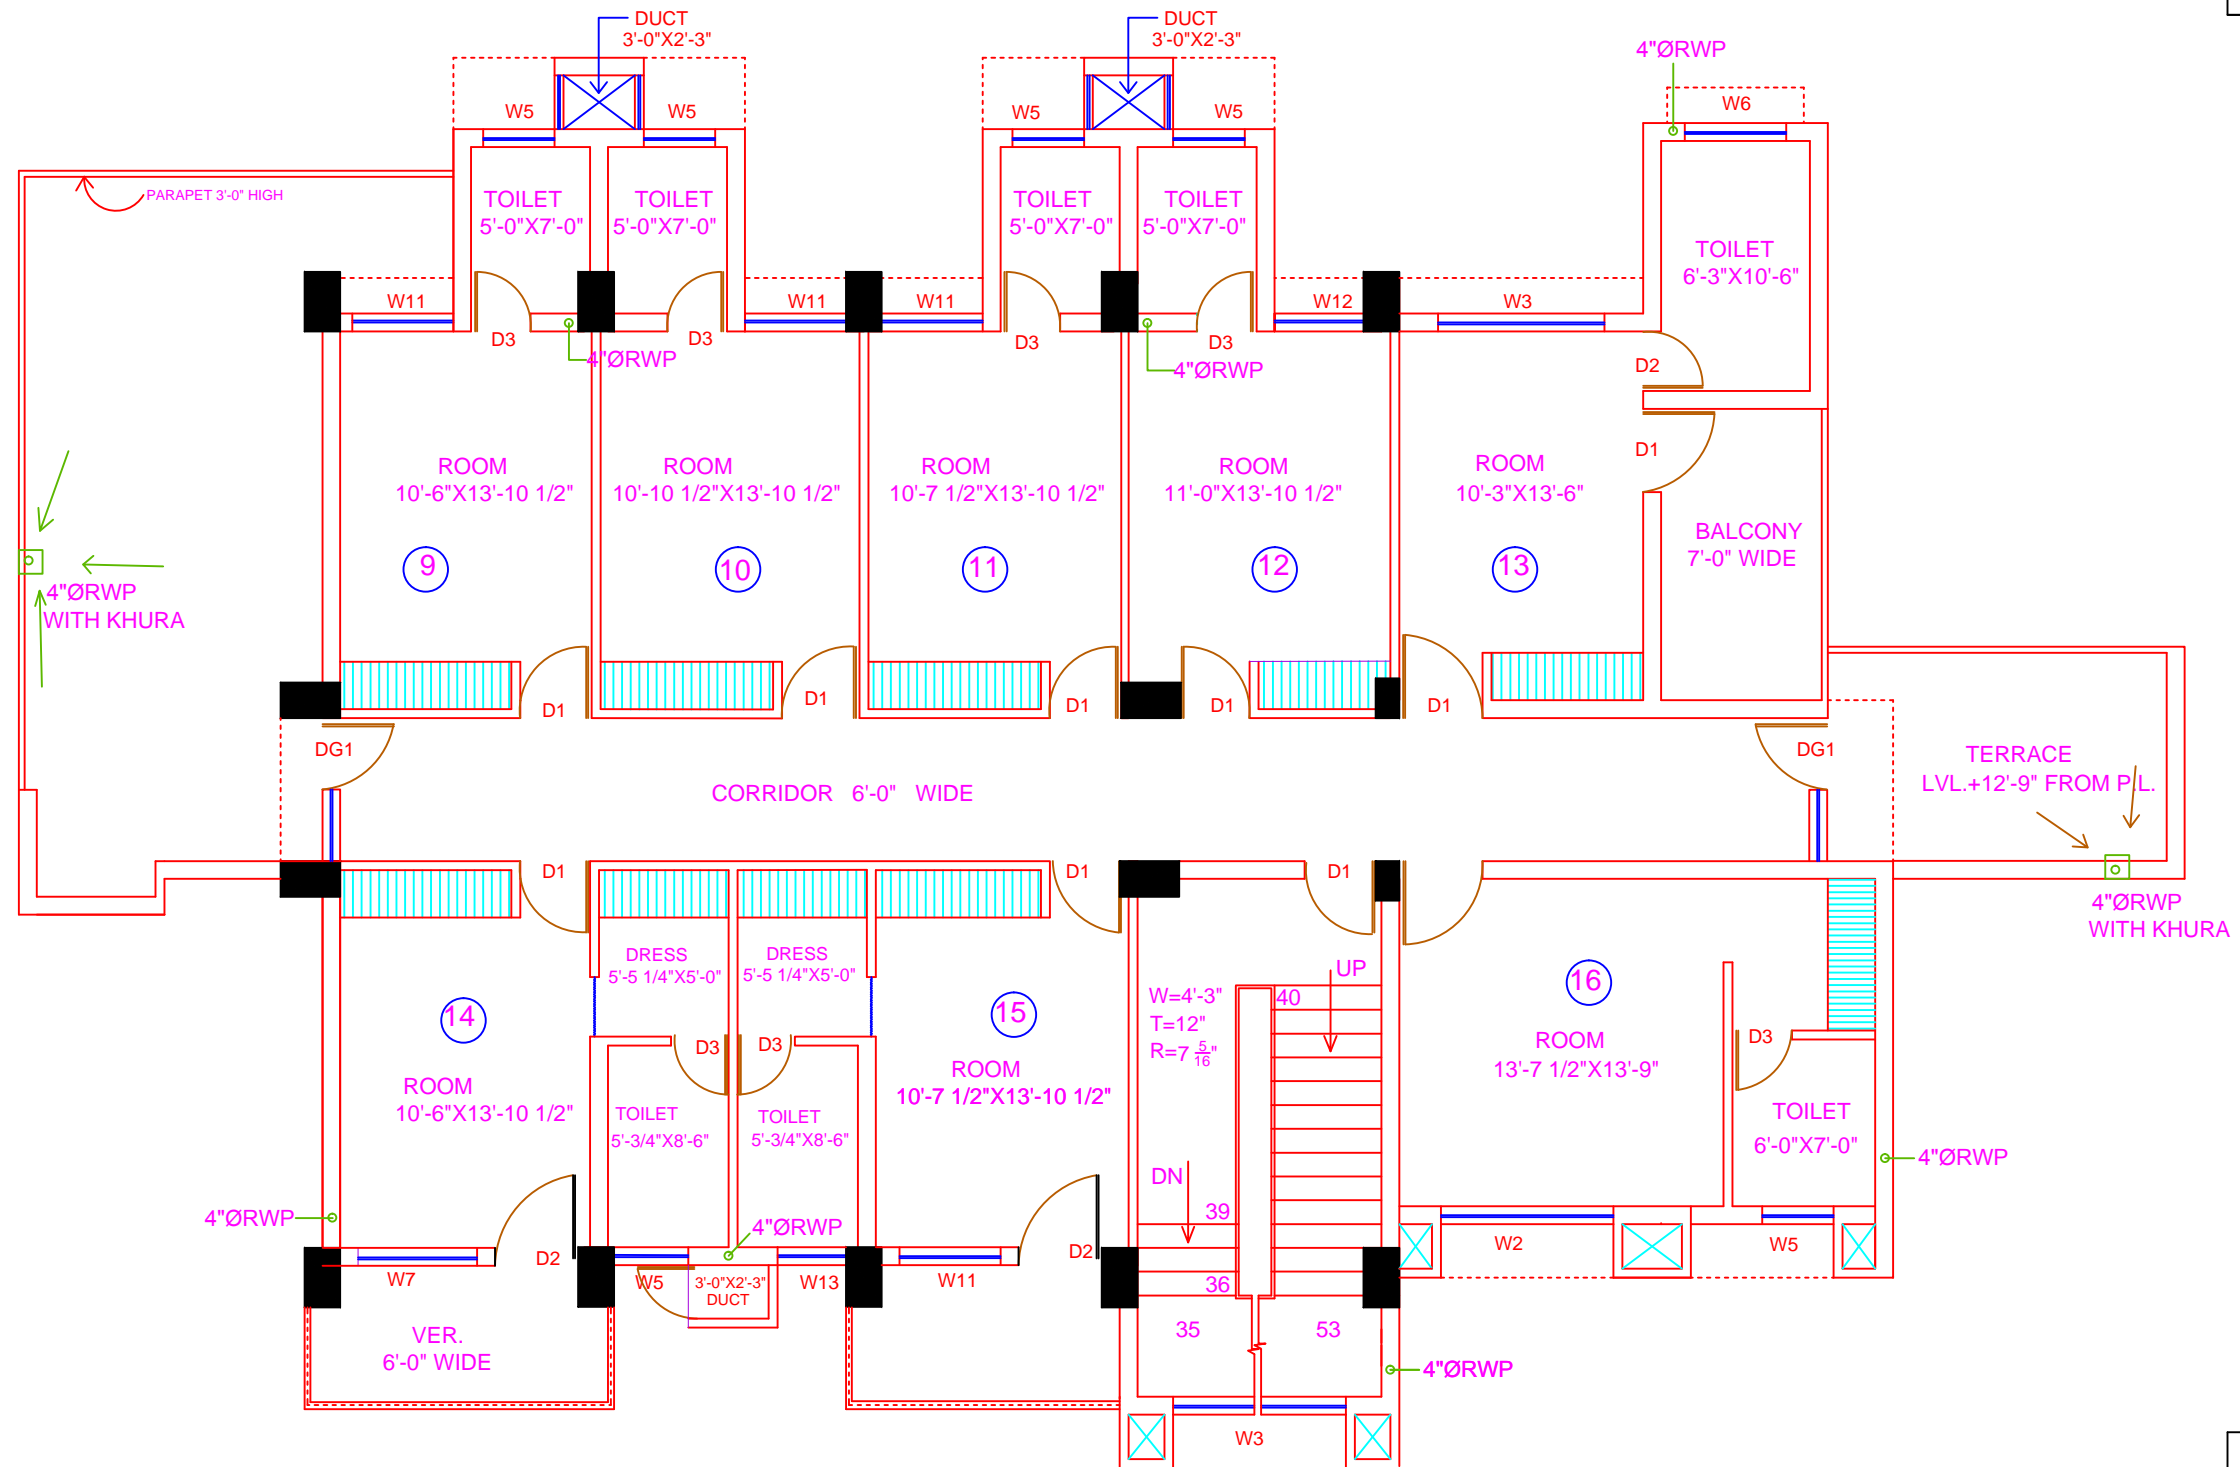 DUCT
3'-0"X2'-3"
DUCT
3'-0"X2'-3"
4"ØRWP
W5
W5
W5
W5
W6
PARAPET 3'-0" HIGH
TOILET
5'-0"X7'-0"
TOILET
5'-0"X7'-0"
TOILET
5'-0"X7'-0"
TOILET
5'-0"X7'-0"
TOILET
6'-3"X10'-6"
W11
W11
W11
W12
W3
D3
D3
D3
D3
4"ØRWP
4"ØRWP
D2
D1
ROOM
10'-6"X13'-10 1/2"
9
ROOM
10'-10 1/2"X13'-10 1/2"
10
ROOM
10'-7 1/2"X13'-10 1/2"
11
ROOM
11'-0"X13'-10 1/2"
12
ROOM
10'-3"X13'-6"
13
BALCONY
7'-0" WIDE
4"ØRWP
WITH KHURA
D1
D1
D1
D1
D1
DG1
DG1
CORRIDOR 6'-0" WIDE
TERRACE
LVL.+12'-9" FROM P.L.
4"ØRWP
WITH KHURA
D1
D1
D1
DRESS
5'-5 1/4"X5'-0"
DRESS
5'-5 1/4"X5'-0"
14
ROOM
10'-6"X13'-10 1/2"
D3
D3
TOILET
5'-3/4"X8'-6"
TOILET
5'-3/4"X8'-6"
15
ROOM
10'-7 1/2"X13'-10 1/2"
W=4'-3"
T=12"
R=7 5/16"
UP
40
DN
39
36
35
53
16
ROOM
13'-7 1/2"X13'-9"
D3
TOILET
6'-0"X7'-0"
4"ØRWP
4"ØRWP
4"ØRWP
D2
D2
W7
W5
3'-0"X2'-3"
DUCT
W13
W11
W2
W5
VER.
6'-0" WIDE
4"ØRWP
W3